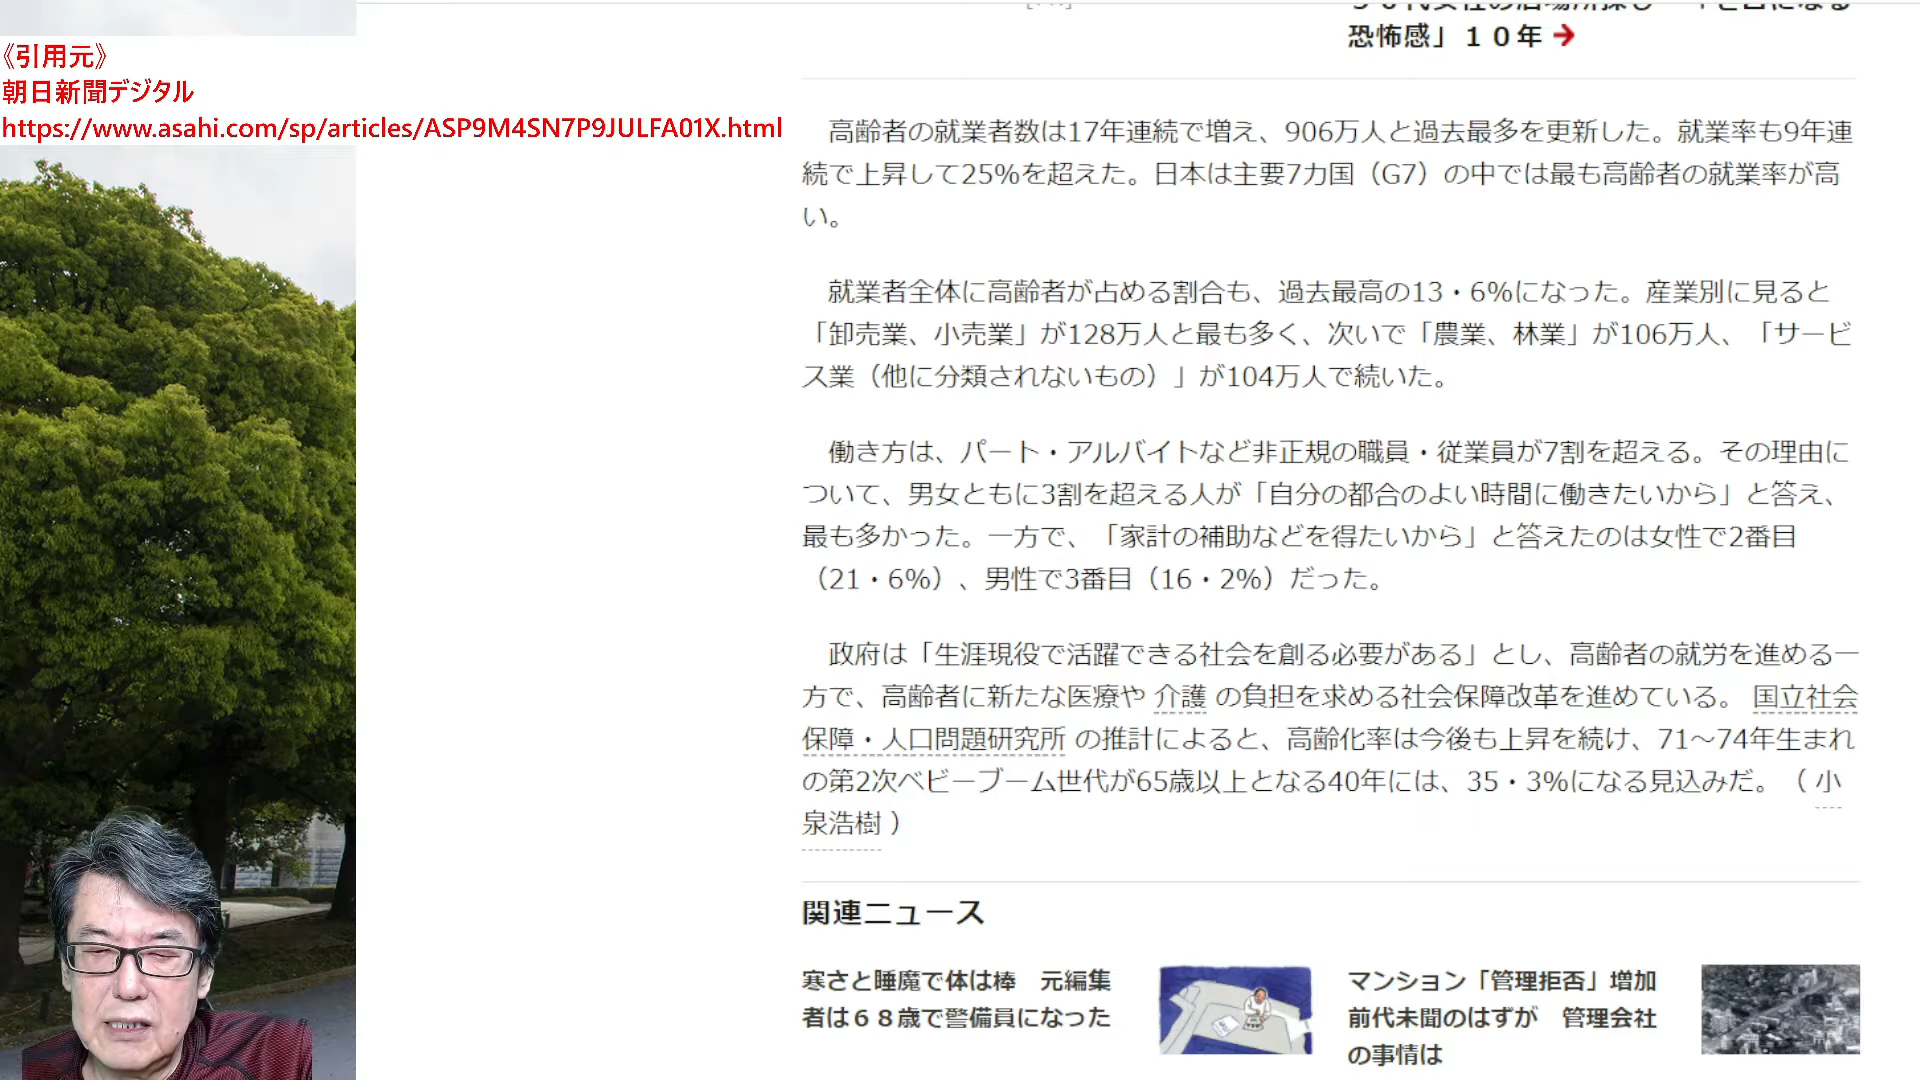 《引用元》
朝日新聞デジタル
https://www.asahi.com/sp/articles/ASP9M4SN7P9JULFA01X.html
恐怖感」１０年
高齢者の就業者数は17年連続で増え、906万人と過去最多を更新した。就業率も9年連
続で上昇して25%を超えた。日本は主要7カ国（G7）の中では最も高齢者の就業率が高
い。
就業者全体に高齢者が占める割合も、過去最高の13・6%になった。産業別に見ると
「卸売業、小売業」が128万人と最も多く、次いで「農業、林業」が106万人、「サービ
ス業（他に分類されないもの）」が104万人で続いた。
働き方は、パート・アルバイトなど非正規の職員・従業員が7割を超える。その理由に
ついて、男女ともに3割を超える人が「自分の都合のよい時間に働きたいから」と答え、
最も多かった。一方で、「家計の補助などを得たいから」と答えたのは女性で2番目
（21・6%）、男性で3番目（16・2%）だった。
政府は「生涯現役で活躍できる社会を創る必要がある」とし、高齢者の就労を進める一
方で、高齢者に新たな医療や 介護 の負担を求める社会保障改革を進めている。 国立社会
保障・人口問題研究所 の推計によると、高齢化率は今後も上昇を続け、71～74年生まれ
の第2次ベビーブーム世代が65歳以上となる40年には、35・3%になる見込みだ。（ 小
泉浩樹 ）
関連ニュース
寒さと睡魔で体は棒　元編集
者は６８歳で警備員になった
マンション「管理拒否」増加
前代未聞のはずが　管理会社
の事情は